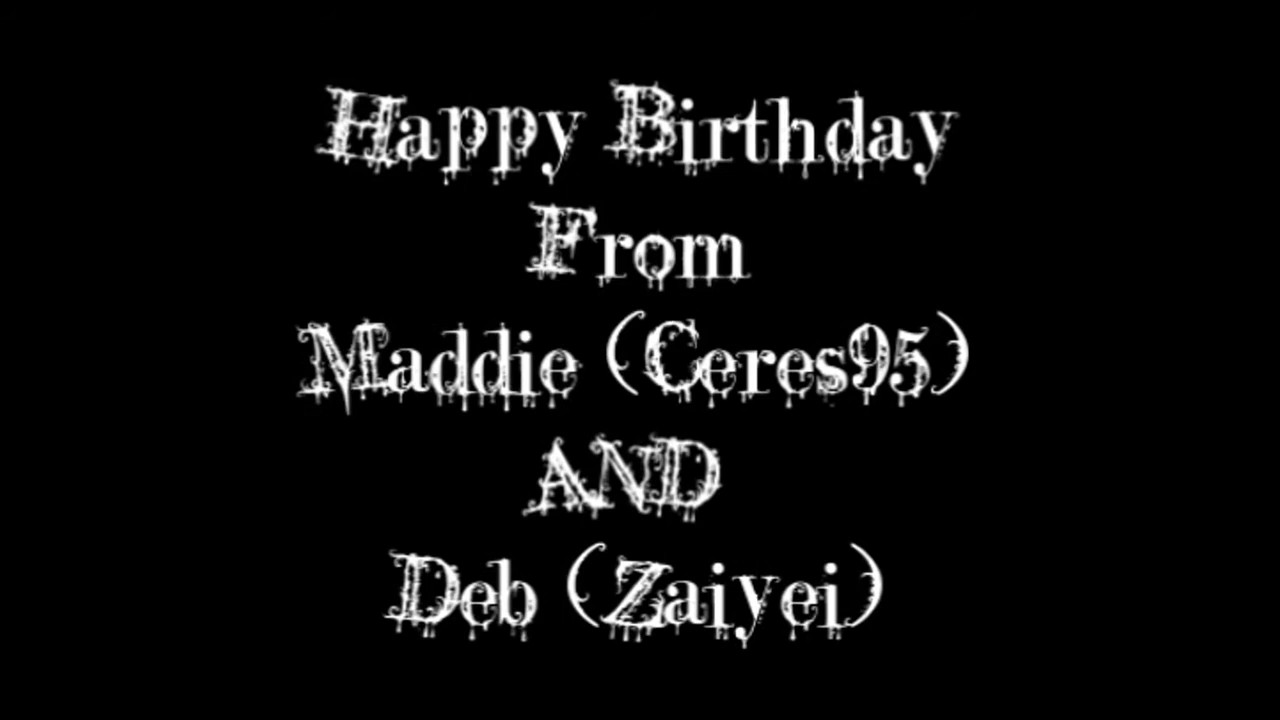 Happy Birthday
From
Maddie (Ceres95)
AND
Deb (Zaiyei)